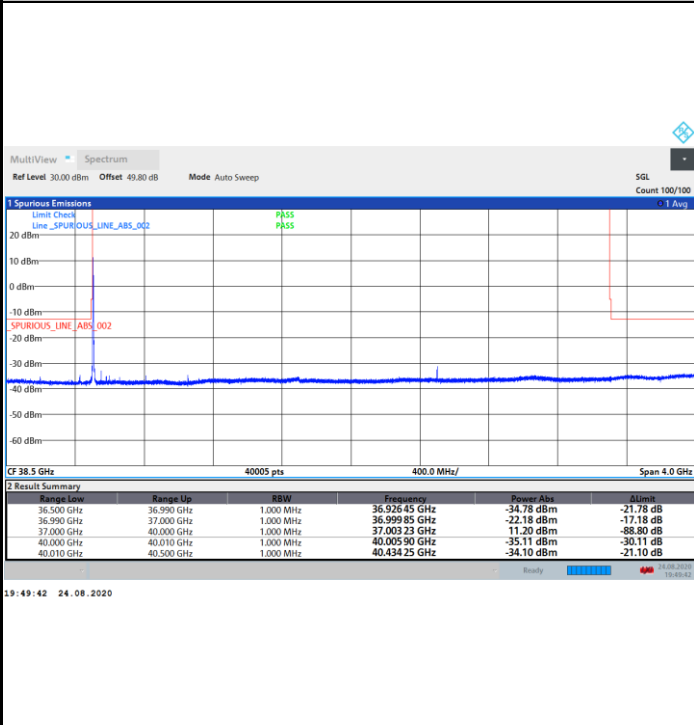 MultiView Spectrum
Ref Level 30.00 dBm Offset 49.80 dB Mode Auto Sweep SGL
Count 100/100
1 Spurious Emissions 1 Avg
Limit Check PASS
Line _SPURIOUS_LINE_ABS_002 PASS
20 dBm
10 dBm
0 dBm
-10 dBm
_SPURIOUS_LINE_ABS_002
-20 dBm
-30 dBm
-40 dBm
-50 dBm
-60 dBm
CF 38.5 GHz 40005 pts 400.0 MHz/ Span 4.0 GHz
2 Result Summary
Range Low Range Up RBW Frequency Power Abs ΔLimit
36.500 GHz 36.990 GHz 1.000 MHz 36.926 45 GHz -34.78 dBm -21.78 dB
36.990 GHz 37.000 GHz 1.000 MHz 36.999 85 GHz -22.18 dBm -17.18 dB
37.000 GHz 40.000 GHz 1.000 MHz 37.003 23 GHz 11.20 dBm -88.80 dB
40.000 GHz 40.010 GHz 1.000 MHz 40.005 90 GHz -35.11 dBm -30.11 dB
40.010 GHz 40.500 GHz 1.000 MHz 40.434 25 GHz -34.10 dBm -21.10 dB
Ready 24.08.2020
19:49:42
19:49:42 24.08.2020